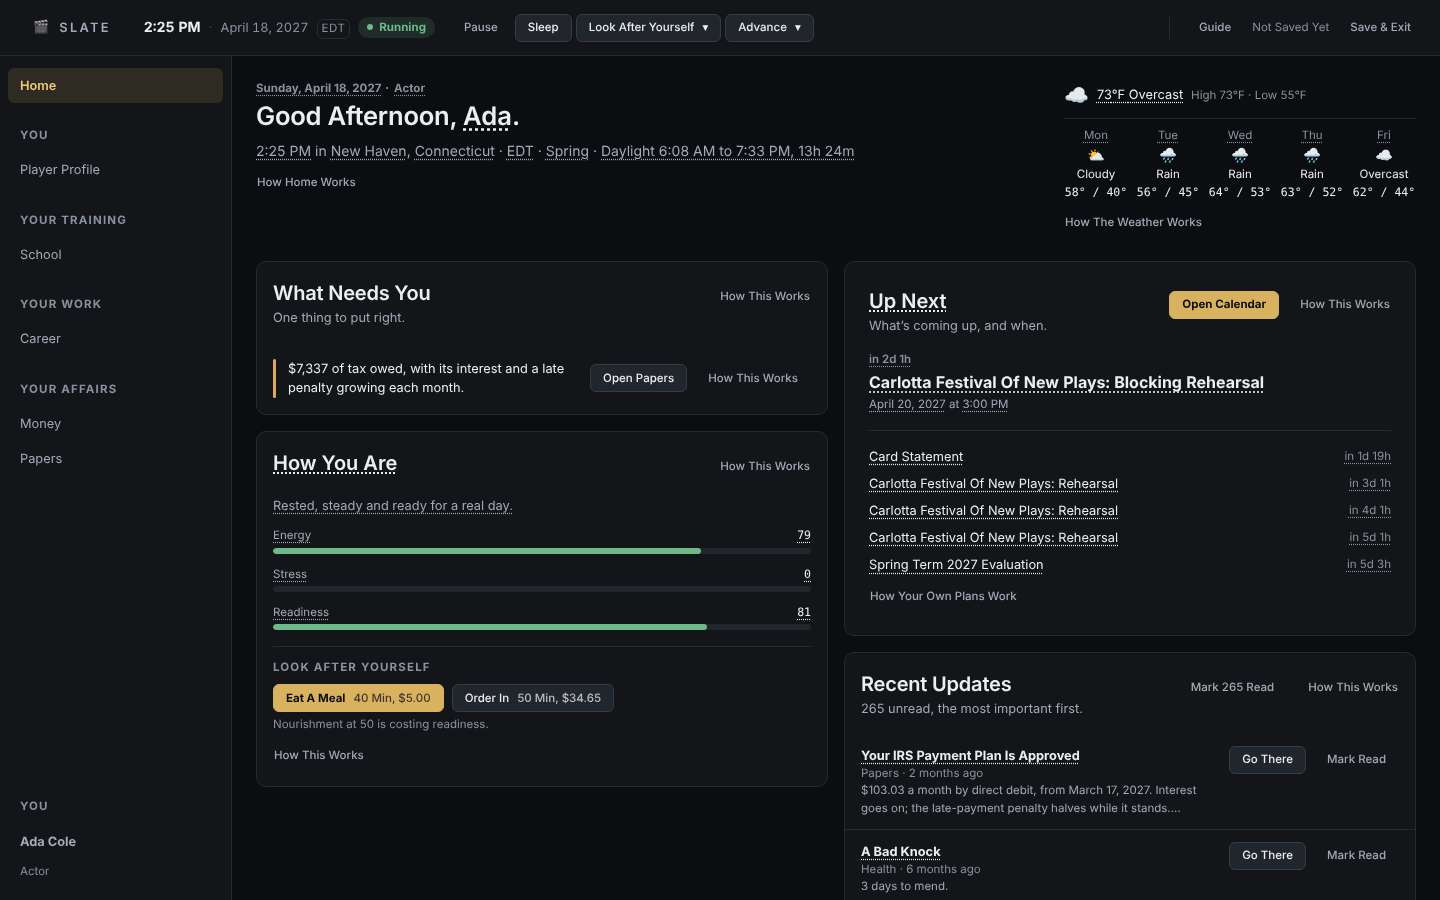 🎬 SLATE
2:25 PM · April 18, 2027 EDT Running Pause Sleep Look After Yourself ▾ Advance ▾ Guide Not Saved Yet Save & Exit
Home
YOU
Player Profile
YOUR TRAINING
School
YOUR WORK
Career
YOUR AFFAIRS
Money
Papers
YOU
Ada Cole
Actor
Sunday, April 18, 2027 · Actor
Good Afternoon, Ada.
2:25 PM in New Haven, Connecticut · EDT · Spring · Daylight 6:08 AM to 7:33 PM, 13h 24m
How Home Works
73°F Overcast High 73°F · Low 55°F
Mon Tue Wed Thu Fri
Cloudy Rain Rain Rain Overcast
58° / 40° 56° / 45° 64° / 53° 63° / 52° 62° / 44°
How The Weather Works
What Needs You How This Works
One thing to put right.
$7,337 of tax owed, with its interest and a late
penalty growing each month.
Open Papers How This Works
How You Are How This Works
Rested, steady and ready for a real day.
Energy 79
Stress 0
Readiness 81
LOOK AFTER YOURSELF
Eat A Meal 40 Min, $5.00 Order In 50 Min, $34.65
Nourishment at 50 is costing readiness.
How This Works
Up Next Open Calendar How This Works
What's coming up, and when.
in 2d 1h
Carlotta Festival Of New Plays: Blocking Rehearsal
April 20, 2027 at 3:00 PM
Card Statement in 1d 19h
Carlotta Festival Of New Plays: Rehearsal in 3d 1h
Carlotta Festival Of New Plays: Rehearsal in 4d 1h
Carlotta Festival Of New Plays: Rehearsal in 5d 1h
Spring Term 2027 Evaluation in 5d 3h
How Your Own Plans Work
Recent Updates Mark 265 Read How This Works
265 unread, the most important first.
Your IRS Payment Plan Is Approved Go There Mark Read
Papers · 2 months ago
$103.03 a month by direct debit, from March 17, 2027. Interest
goes on; the late-payment penalty halves while it stands....
A Bad Knock Go There Mark Read
Health · 6 months ago
3 days to mend.